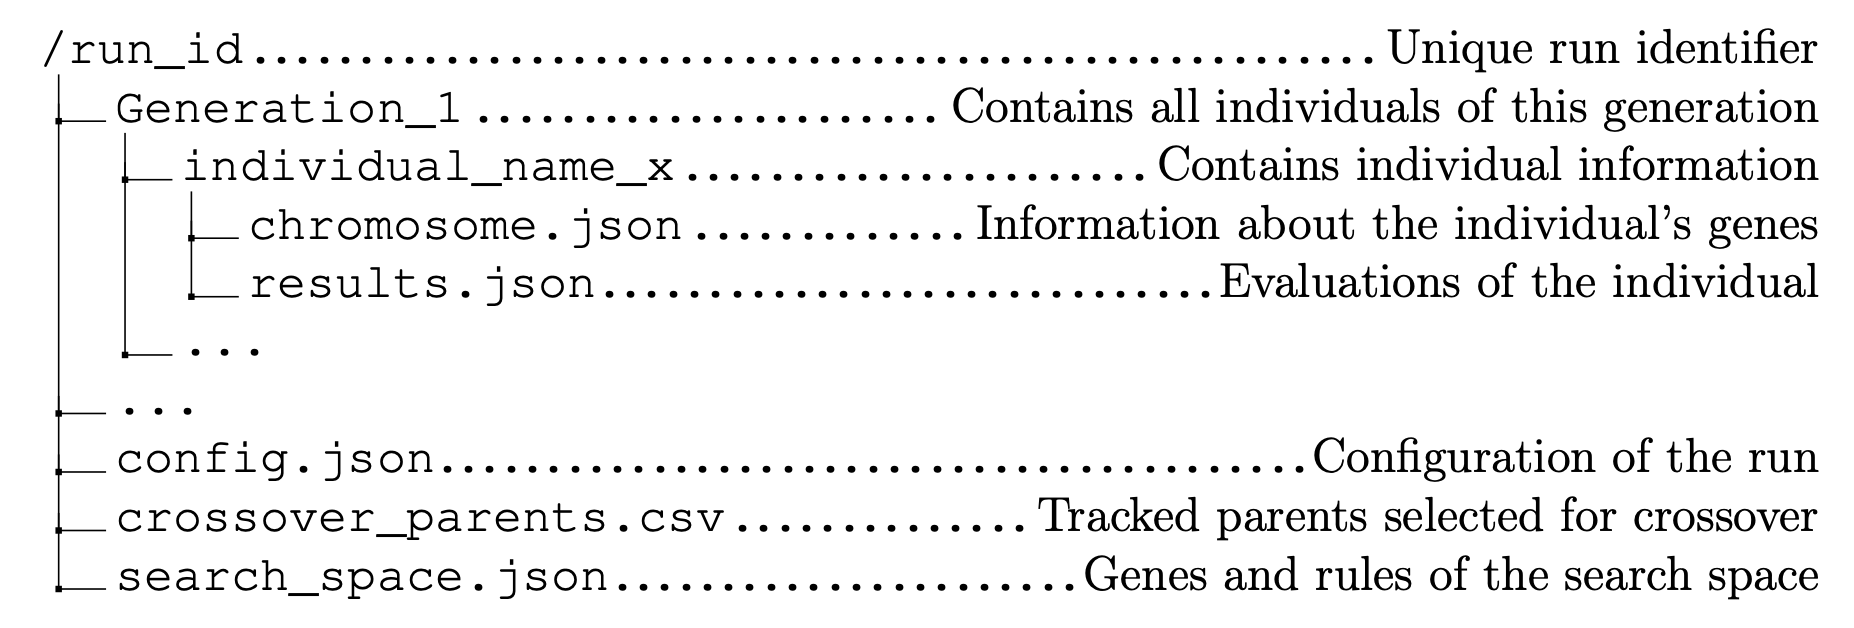 /run_id.....................................................Unique run identifier
Generation_1......................Contains all individuals of this generation
individual_name_x......................Contains individual information
chromosome.json.............Information about the individual's genes
results.json.............................Evaluations of the individual
...
...
config.json.........................................Configuration of the run
crossover_parents.csv..............Tracked parents selected for crossover
search_space.json......................Genes and rules of the search space